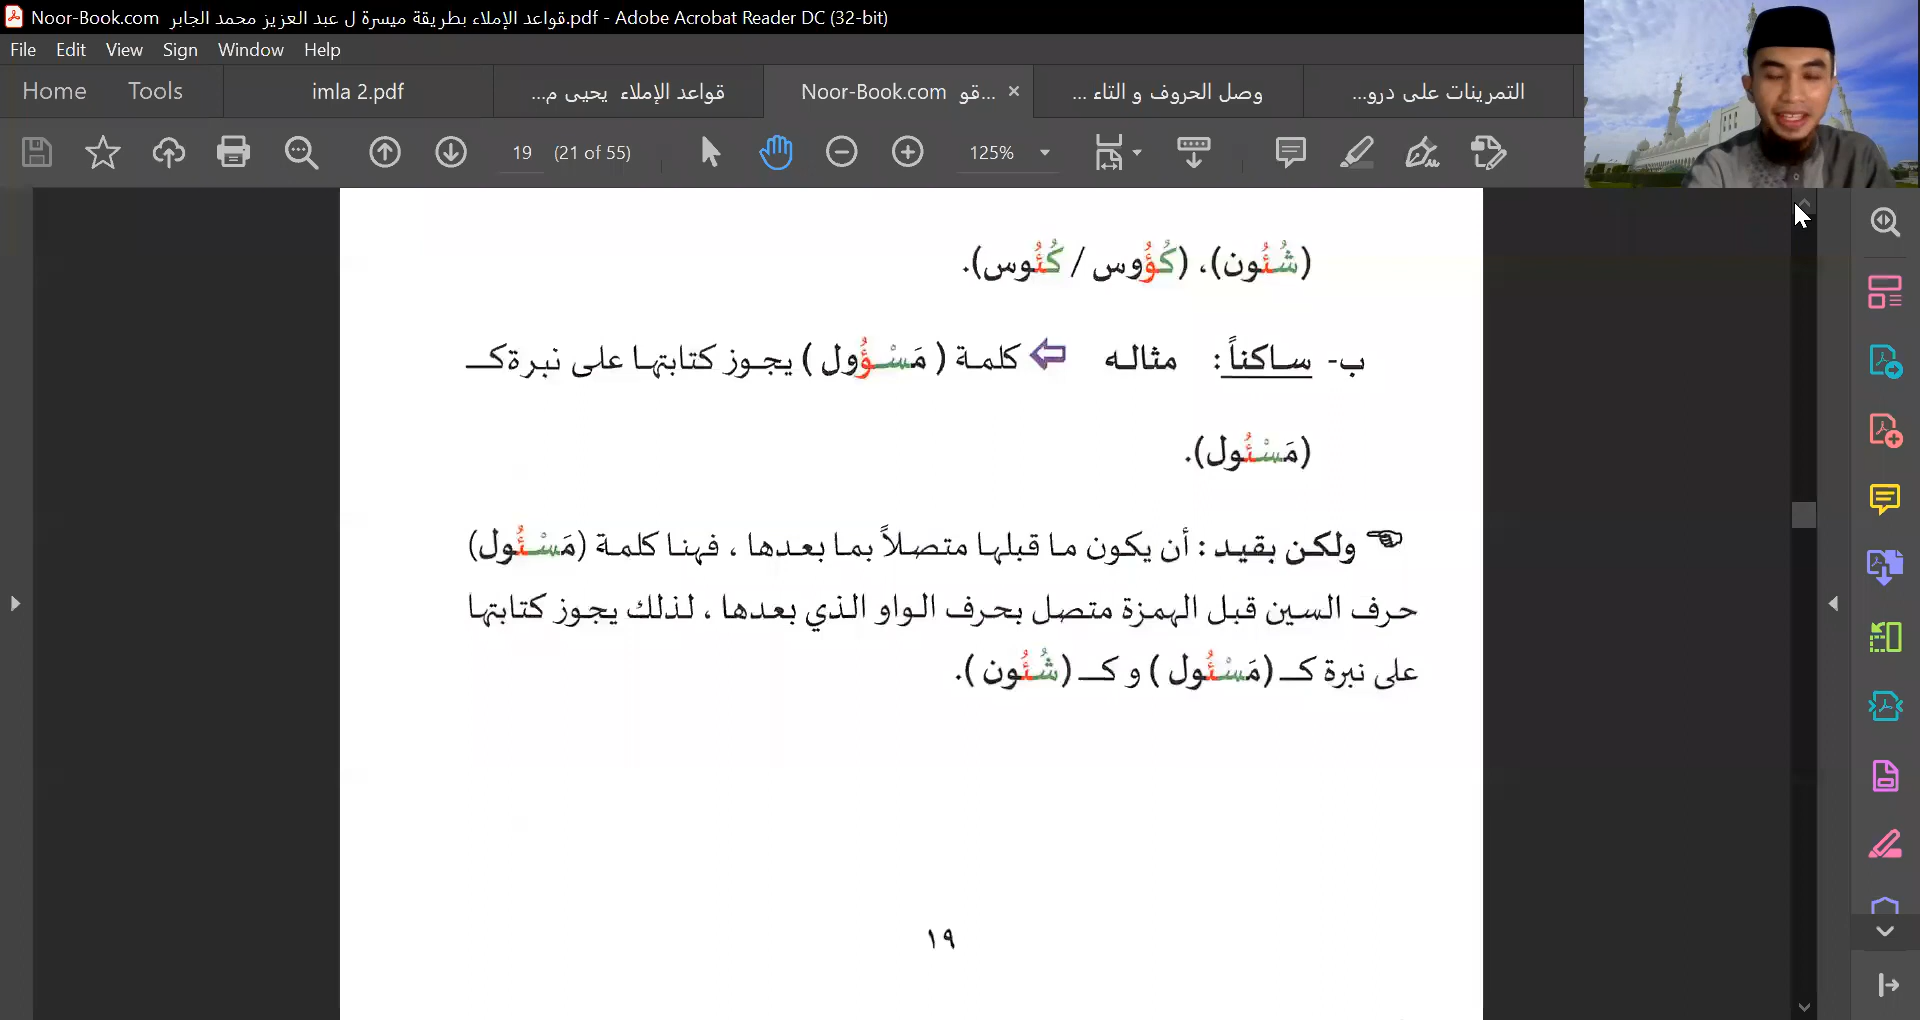 Noor-Book.com قواعد الإملاء بطريقة ميسرة ل عبد العزيز محمد الجابر.pdf - Adobe Acrobat Reader DC (32-bit)
File Edit View Sign Window Help
Home Tools imla 2.pdf قواعد الإملاء يحيى م... Noor-Book.com قو... × وصل الحروف و التاء ... التمرينات على درو...
19 (21 of 55) 125%
(شُئُون)، (كُؤُوس / كُئُوس).
ب- ساكناً: مثاله كلمة (مَسْؤُول) يجوز كتابتها على نبرة كـ
(مَسْئُول).
ولكن بقيد: أن يكون ما قبلها متصلاً بما بعدها ، فهنا كلمة (مَسْئُول)
حرف السين قبل الهمزة متصل بحرف الواو الذي بعدها ، لذلك يجوز كتابتها
على نبرة كـ (مَسْئُول) و كـ (شُئُون).
١٩